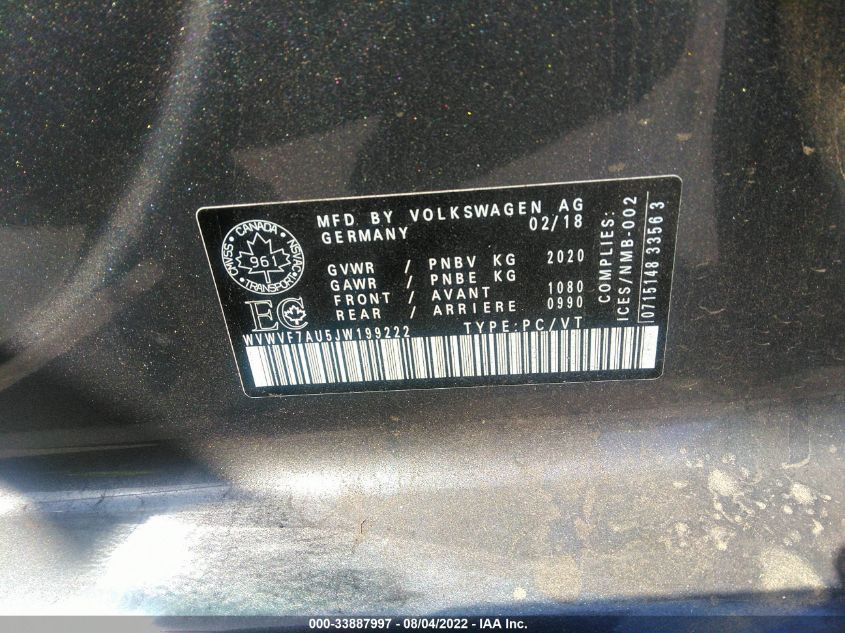 CANADA
CMVSS
NSVAC
961
TRANSPORT
EC
MFD BY VOLKSWAGEN AG
GERMANY 02/18
GVWR / PNBV KG 2020
GAWR / PNBE KG
FRONT / AVANT 1080
REAR / ARRIERE 0990
WVWVF7AU5JW199222 TYPE:PC/VT
COMPLIES:
ICES/NMB-002
0715148 33563
000-33887997 — 08/04/2022 — IAA Inc.